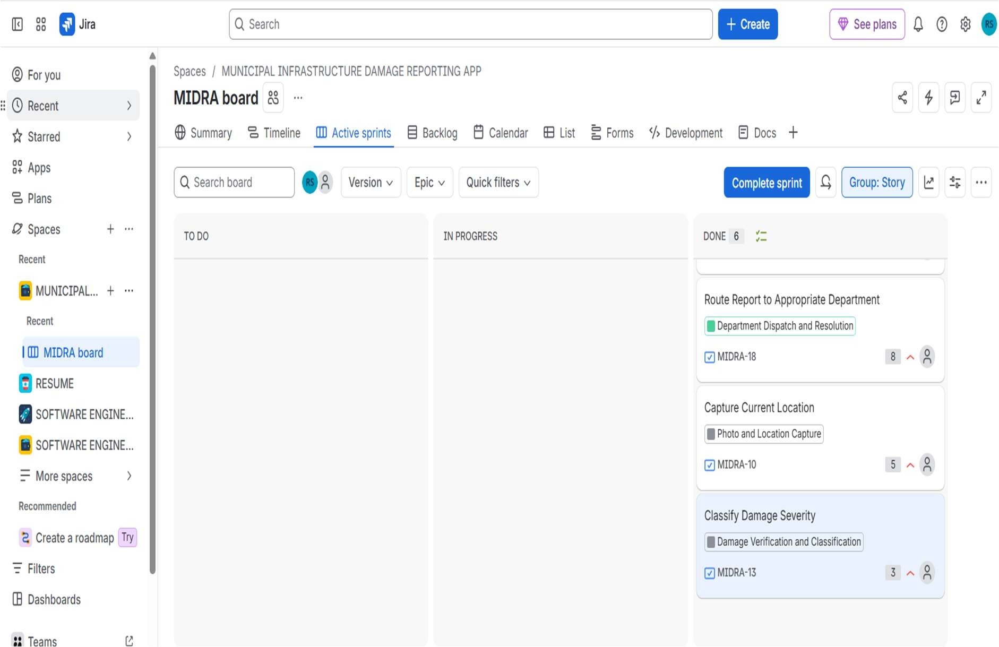 Jira
Search
+ Create
See plans
RS
For you
Recent
Starred
Apps
Plans
Spaces
Recent
MUNICIPAL...
Recent
MIDRA board
RESUME
SOFTWARE ENGINE...
SOFTWARE ENGINE...
More spaces
Recommended
Create a roadmap Try
Filters
Dashboards
Teams
Spaces / MUNICIPAL INFRASTRUCTURE DAMAGE REPORTING APP
MIDRA board
Summary Timeline Active sprints Backlog Calendar List Forms Development Docs
Search board RS Version Epic Quick filters Complete sprint Group: Story
TO DO
IN PROGRESS
DONE 6
Route Report to Appropriate Department
Department Dispatch and Resolution
MIDRA-18 8
Capture Current Location
Photo and Location Capture
MIDRA-10 5
Classify Damage Severity
Damage Verification and Classification
MIDRA-13 3